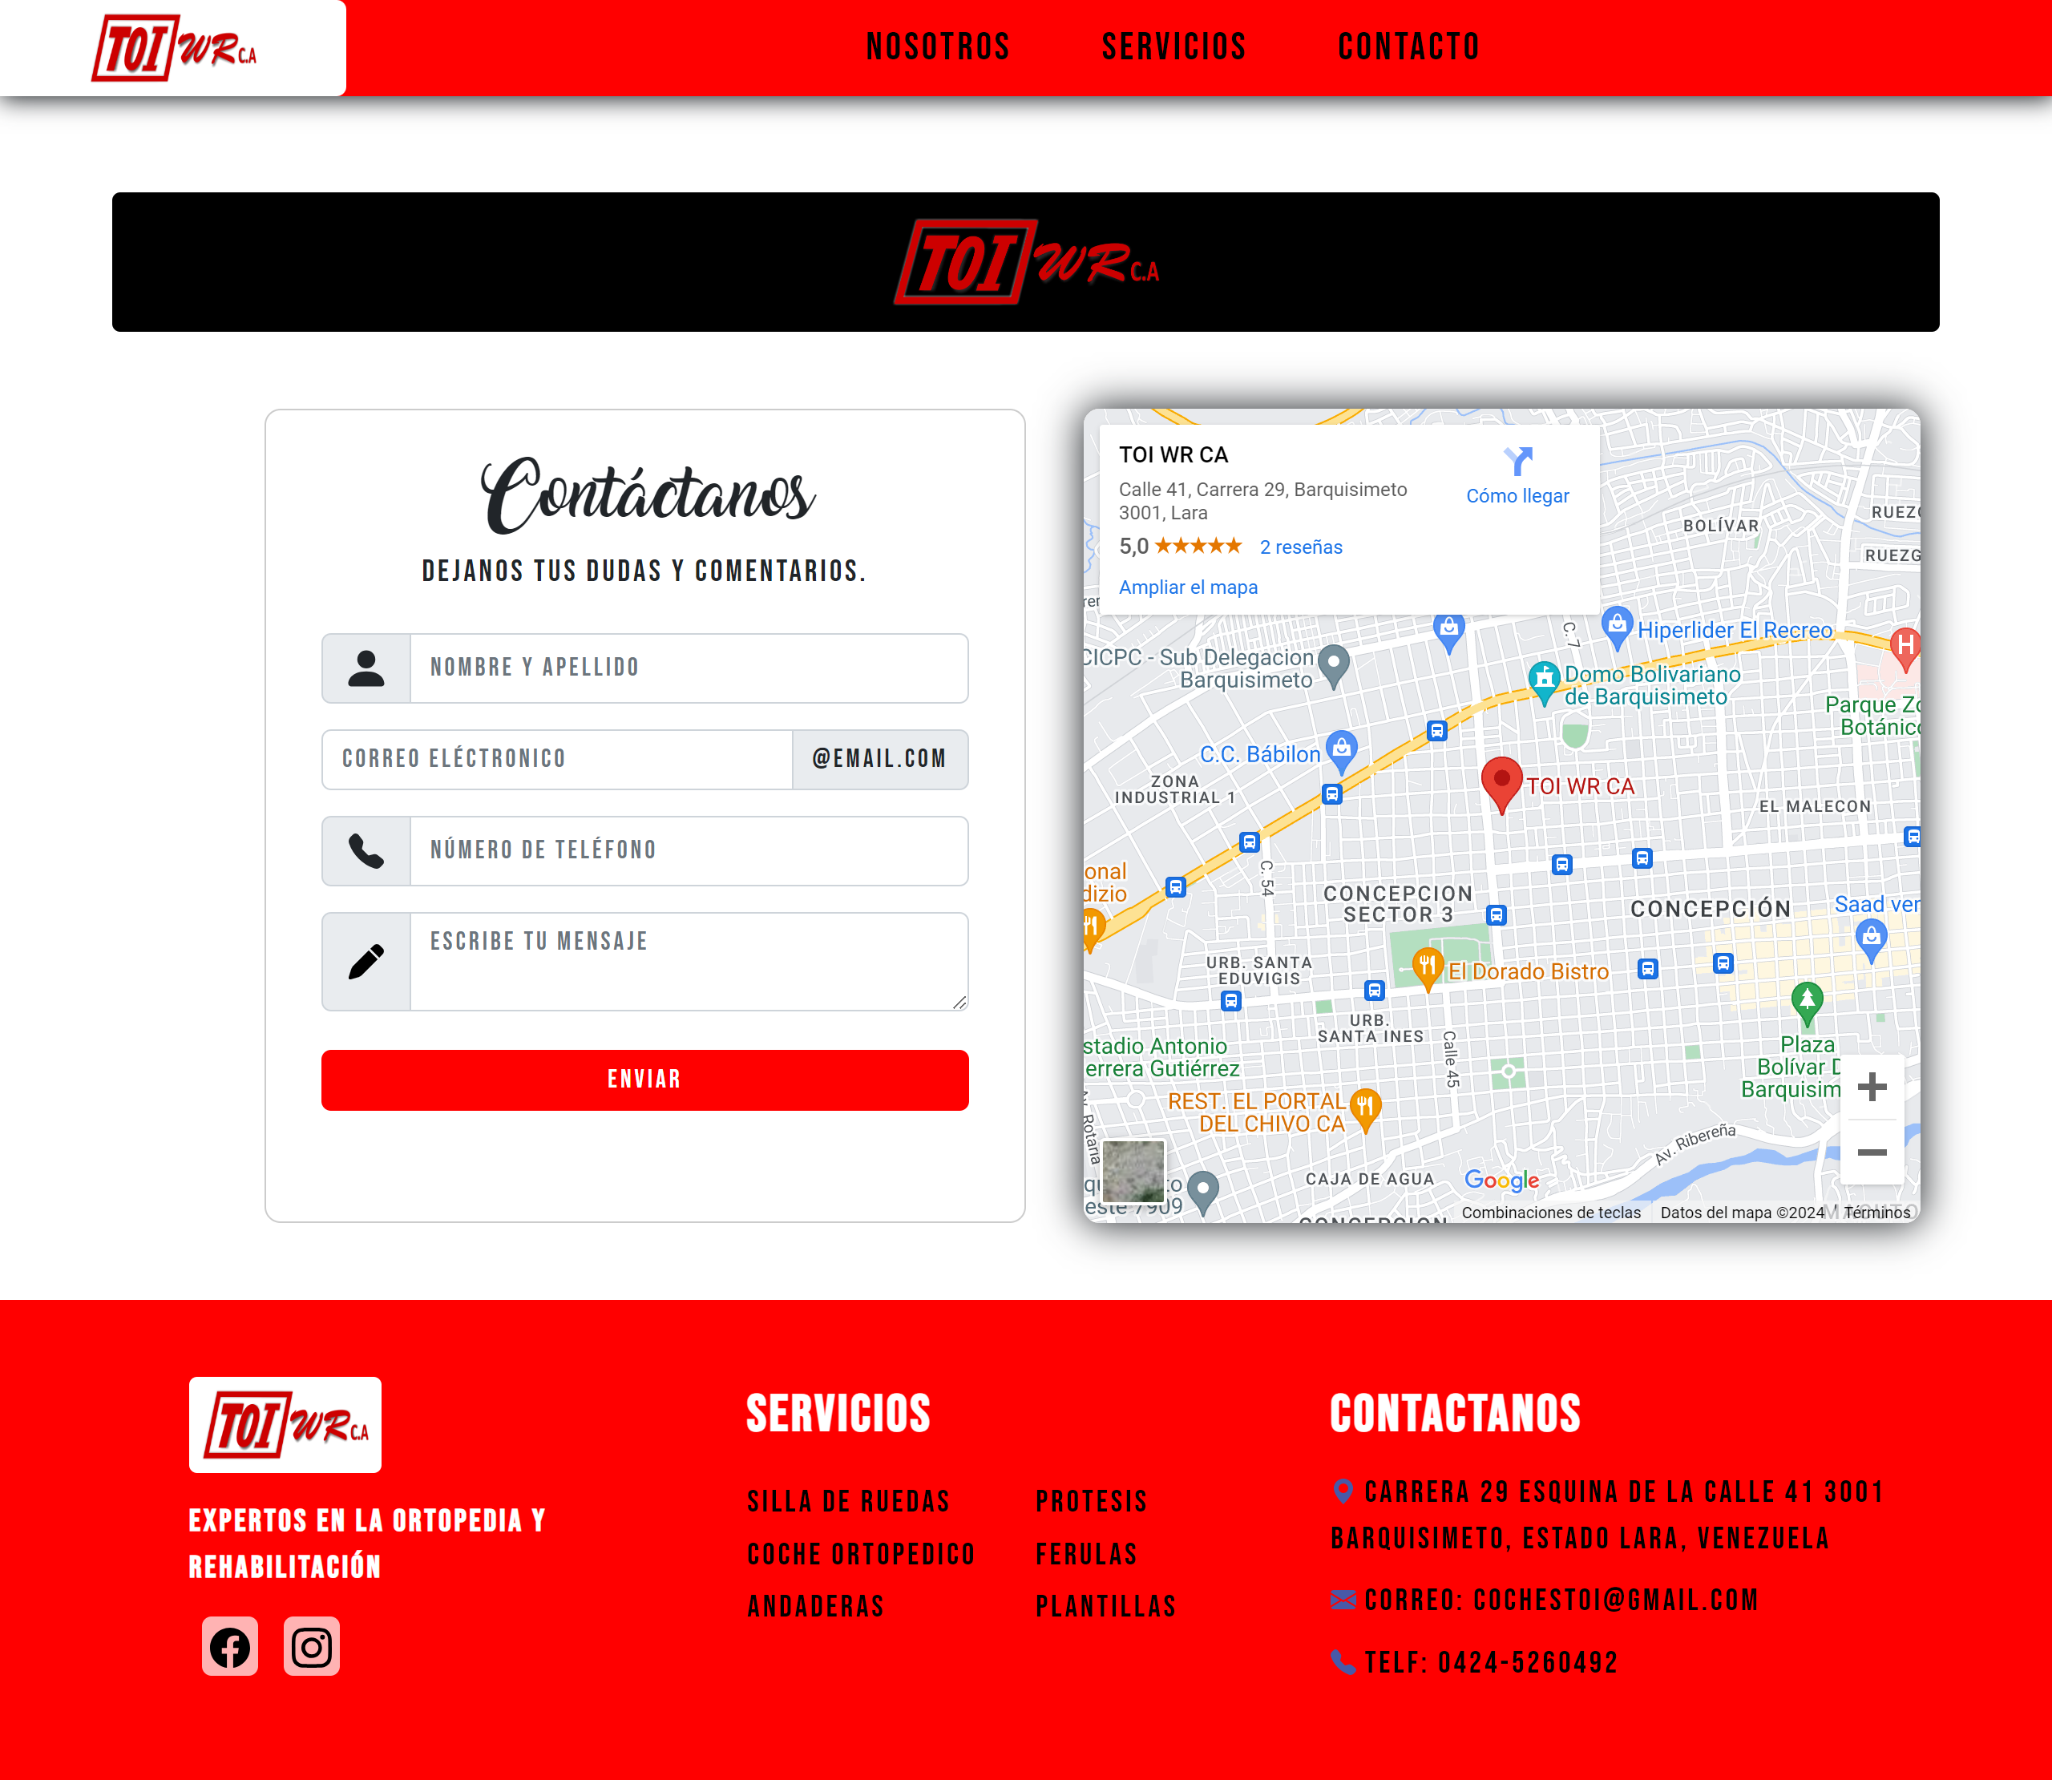 TOI WR C.A
NOSOTROS
SERVICIOS
CONTACTO
TOI WR C.A
Contáctanos
DEJANOS TUS DUDAS Y COMENTARIOS.
NOMBRE Y APELLIDO
CORREO ELÉCTRONICO
@EMAIL.COM
NÚMERO DE TELÉFONO
ESCRIBE TU MENSAJE
ENVIAR
TOI WR CA
Calle 41, Carrera 29, Barquisimeto
3001, Lara
Cómo llegar
5,0
2 reseñas
Ampliar el mapa
BOLÍVAR
C. 7
Hiperlider El Recreo
H
CICPC - Sub Delegacion
Barquisimeto
Domo Bolivariano
de Barquisimeto
Parque Zo
Botánico
C.C. Bábilon
ZONA
INDUSTRIAL 1
TOI WR CA
EL MALECON
onal
dizio
C. 54
CONCEPCION
SECTOR 3
CONCEPCIÓN
Saad ver
URB. SANTA
EDUVIGIS
El Dorado Bistro
URB.
SANTA INES
Calle 45
stadio Antonio
errera Gutiérrez
Plaza
Bolívar D
Barquisim
REST. EL PORTAL
DEL CHIVO CA
Av. Rotaria
Av. Ribereña
CAJA DE AGUA
Google
este 7909
CONCEPCION
Combinaciones de teclas
Datos del mapa ©2024
Términos
TOI WR C.A
EXPERTOS EN LA ORTOPEDIA Y
REHABILITACIÓN
SERVICIOS
SILLA DE RUEDAS
PROTESIS
COCHE ORTOPEDICO
FERULAS
ANDADERAS
PLANTILLAS
CONTACTANOS
CARRERA 29 ESQUINA DE LA CALLE 41 3001
BARQUISIMETO, ESTADO LARA, VENEZUELA
CORREO: COCHESTOI@GMAIL.COM
TELF: 0424-5260492